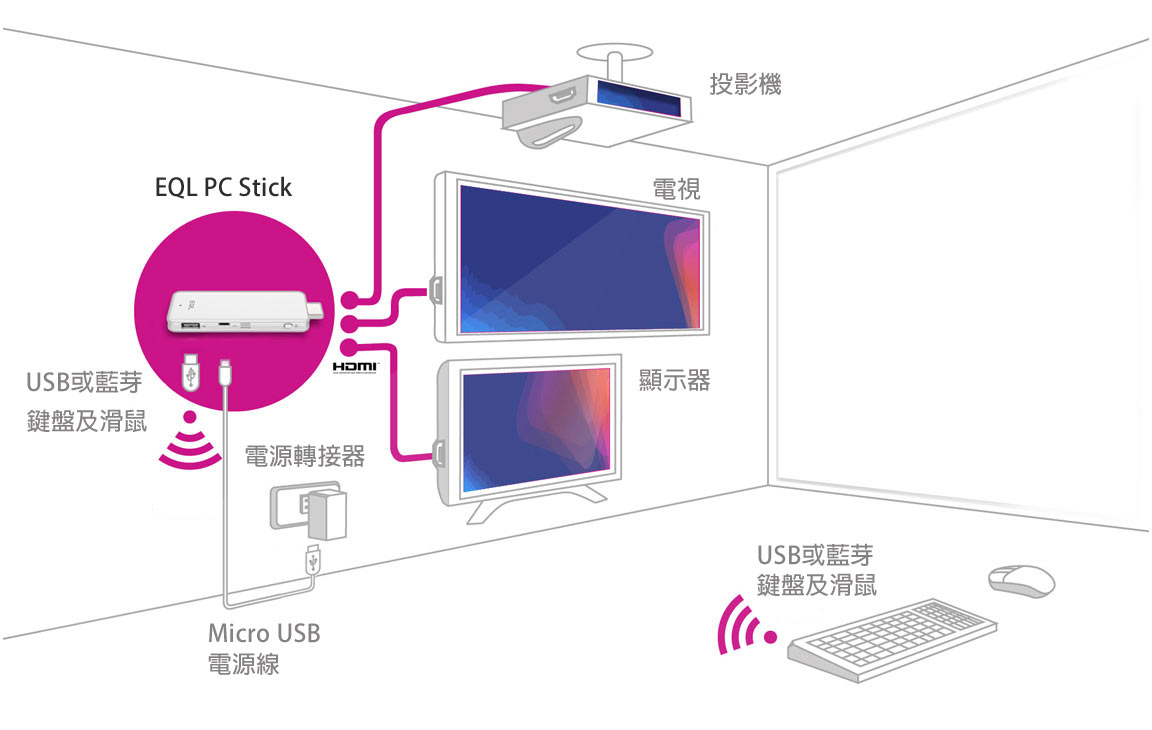 投影機
EQL PC Stick
電視
EQL
HDMI
顯示器
USB或藍芽
鍵盤及滑鼠
電源轉接器
USB或藍芽
鍵盤及滑鼠
Micro USB
電源線